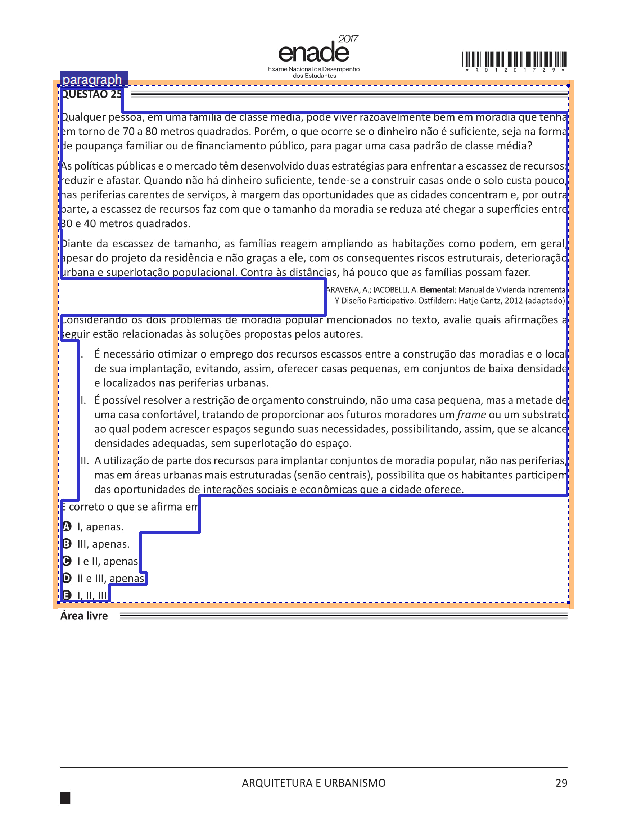 2017
enade
Exame Nacional de Desempenho
dos Estudantes
*R0120172 9*
paragraph
QUESTÃO 25
Qualquer pessoa, em uma família de classe média, pode viver razoavelmente bem em moradia que tenha
em torno de 70 a 80 metros quadrados. Porém, o que ocorre se o dinheiro não é suficiente, seja na forma
de poupança familiar ou de financiamento público, para pagar uma casa padrão de classe média?
As políticas públicas e o mercado têm desenvolvido duas estratégias para enfrentar a escassez de recursos:
reduzir e afastar. Quando não há dinheiro suficiente, tende-se a construir casas onde o solo custa pouco,
nas periferias carentes de serviços, à margem das oportunidades que as cidades concentram e, por outra
parte, a escassez de recursos faz com que o tamanho da moradia se reduza até chegar a superfícies entre
30 e 40 metros quadrados.
Diante da escassez de tamanho, as famílias reagem ampliando as habitações como podem, em geral,
apesar do projeto da residência e não graças a ele, com os consequentes riscos estruturais, deterioração
urbana e superlotação populacional. Contra às distâncias, há pouco que as famílias possam fazer.
ARAVENA, A.; IACOBELLI, A. Elemental: Manual de Vivienda Incremental
Y Diseño Participativo. Ostfildern: Hatje Cantz, 2012 (adaptado).
Considerando os dois problemas de moradia popular mencionados no texto, avalie quais afirmações a
seguir estão relacionadas às soluções propostas pelos autores.
I. É necessário otimizar o emprego dos recursos escassos entre a construção das moradias e o local
de sua implantação, evitando, assim, oferecer casas pequenas, em conjuntos de baixa densidade
e localizados nas periferias urbanas.
II. É possível resolver a restrição de orçamento construindo, não uma casa pequena, mas a metade de
uma casa confortável, tratando de proporcionar aos futuros moradores um frame ou um substrato
ao qual podem acrescer espaços segundo suas necessidades, possibilitando, assim, que se alcance
densidades adequadas, sem superlotação do espaço.
III. A utilização de parte dos recursos para implantar conjuntos de moradia popular, não nas periferias,
mas em áreas urbanas mais estruturadas (senão centrais), possibilita que os habitantes participem
das oportunidades de interações sociais e econômicas que a cidade oferece.
É correto o que se afirma em
A I, apenas.
B III, apenas.
C I e II, apenas.
D II e III, apenas.
E I, II, III.
Área livre
ARQUITETURA E URBANISMO 29